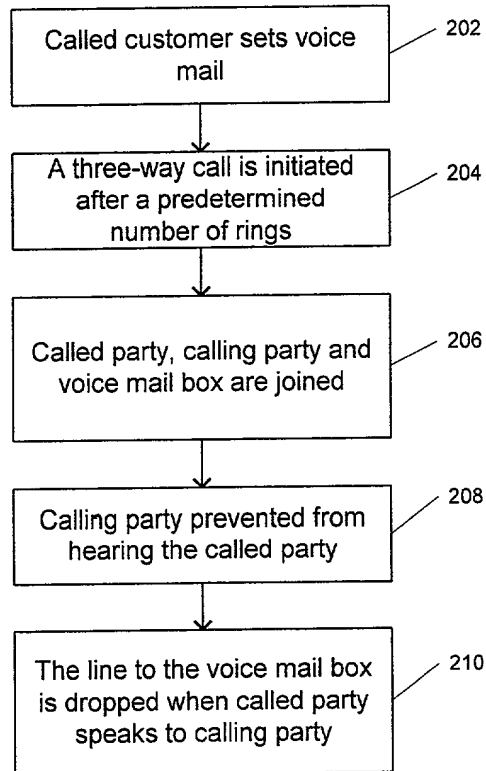 Called customer sets voice
mail
202
A three-way call is initiated
after a predetermined
number of rings
204
Called party, calling party and
voice mail box are joined
206
Calling party prevented from
hearing the called party
208
The line to the voice mail box
is dropped when called party
speaks to calling party
210